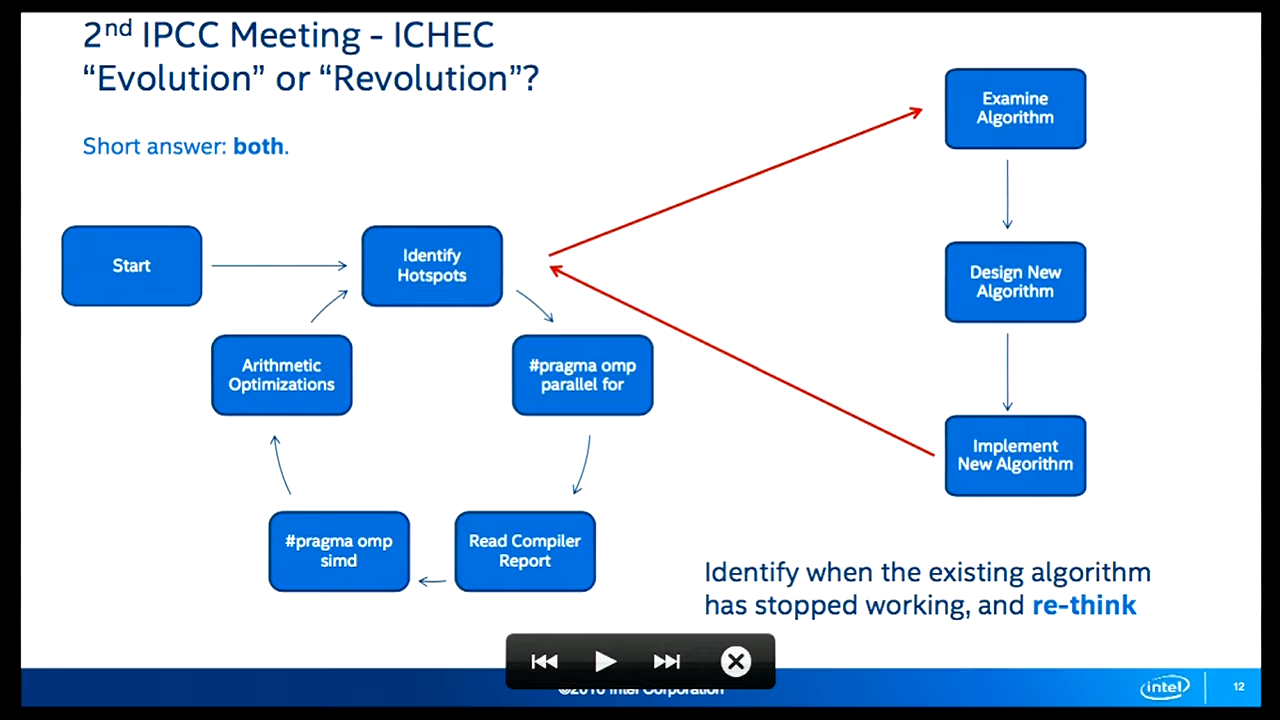 2nd IPCC Meeting - ICHEC
“Evolution” or “Revolution”?
Short answer: both.
Start
Identify
Hotspots
#pragma omp
parallel for
Read Compiler
Report
#pragma omp
simd
Arithmetic
Optimizations
Examine
Algorithm
Design New
Algorithm
Implement
New Algorithm
Identify when the existing algorithm
has stopped working, and re-think
Intel Corporation
intel
12